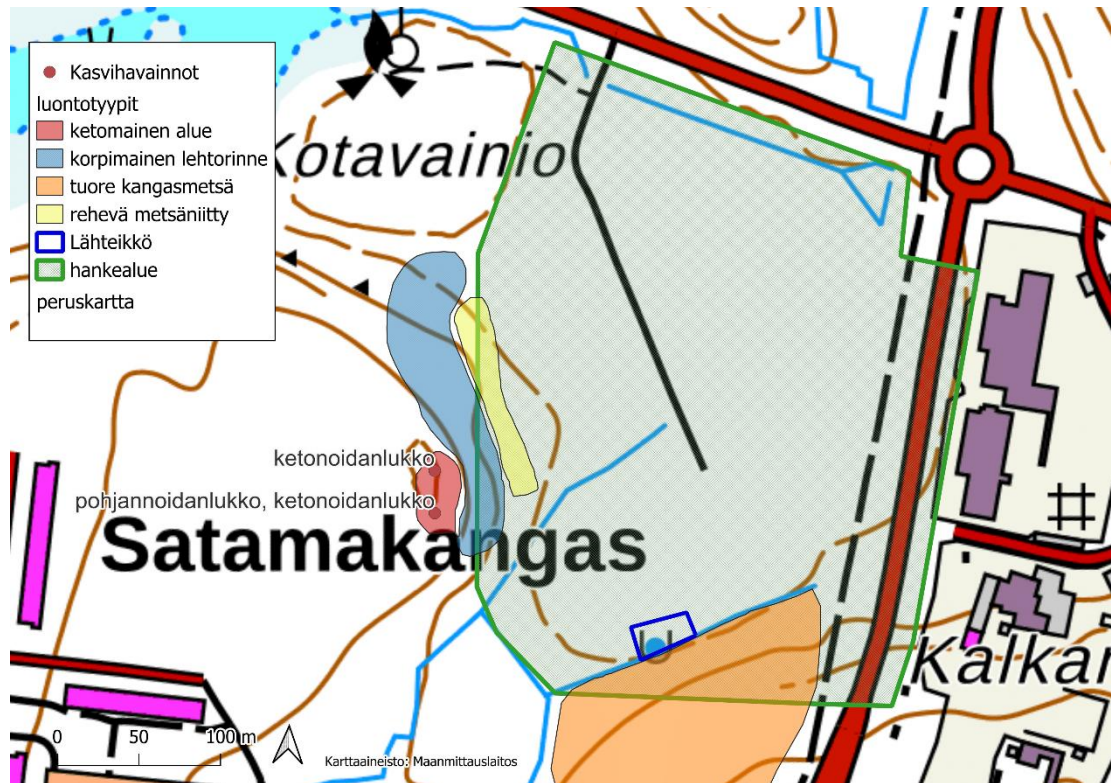 Kasvihavainnot
luontotyypit
ketomainen alue
korpimainen lehtorinne
tuore kangasmetsä
rehevä metsäniitty
Lähteikkö
hankealue
peruskartta
Kotavainio
ketonoidanlukko
pohjannoidanlukko, ketonoidanlukko
Satamakangas
Kalkan
0 50 100 m
Karttaaineisto: Maanmittauslaitos